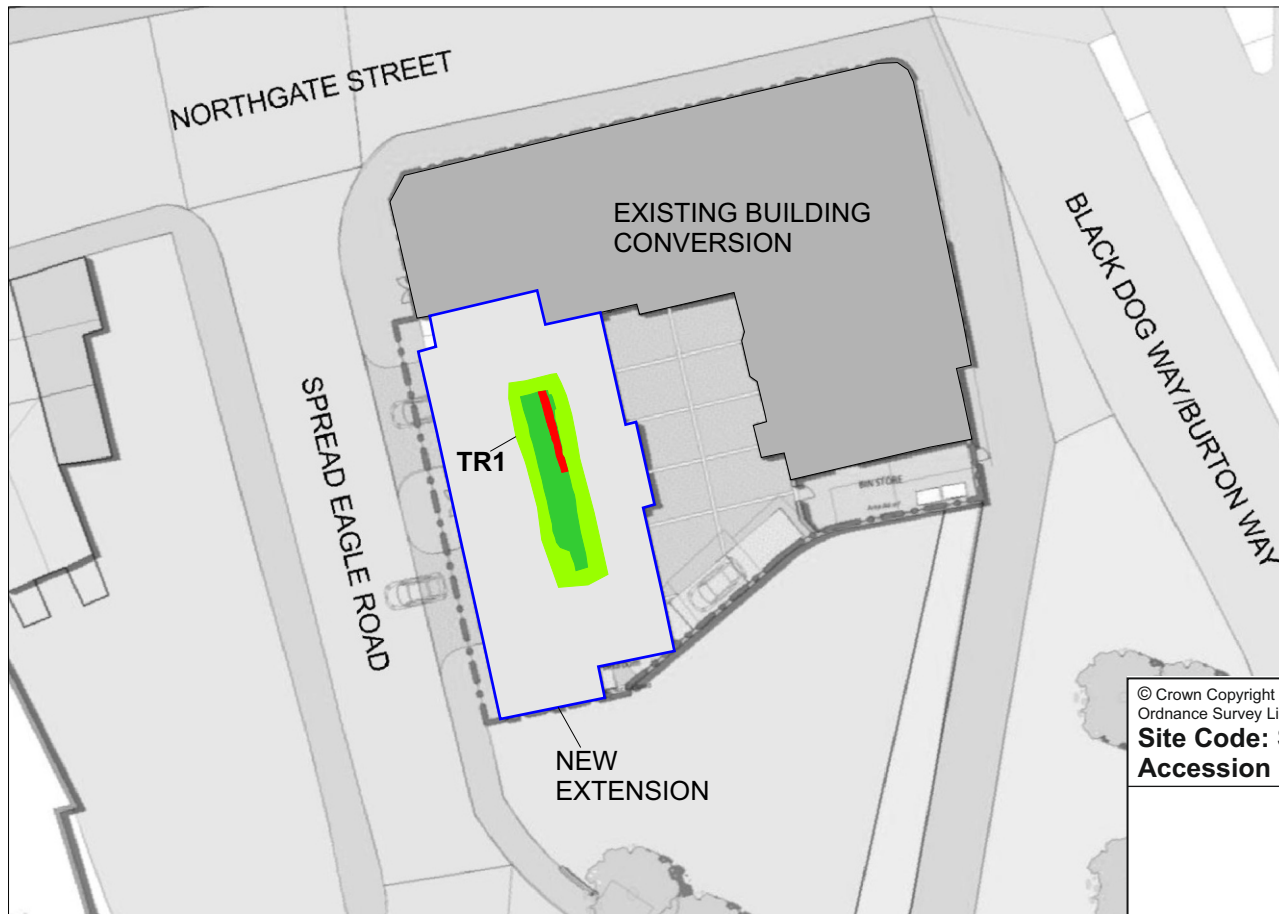 NORTHGATE STREET
EXISTING BUILDING
CONVERSION
BLACK DOG WAY/BURTON WAY
SPREAD EAGLE ROAD
TR1
BIN STORE
NEW
EXTENSION
© Crown Copyright
Ordnance Survey Li
Site Code:
Accession